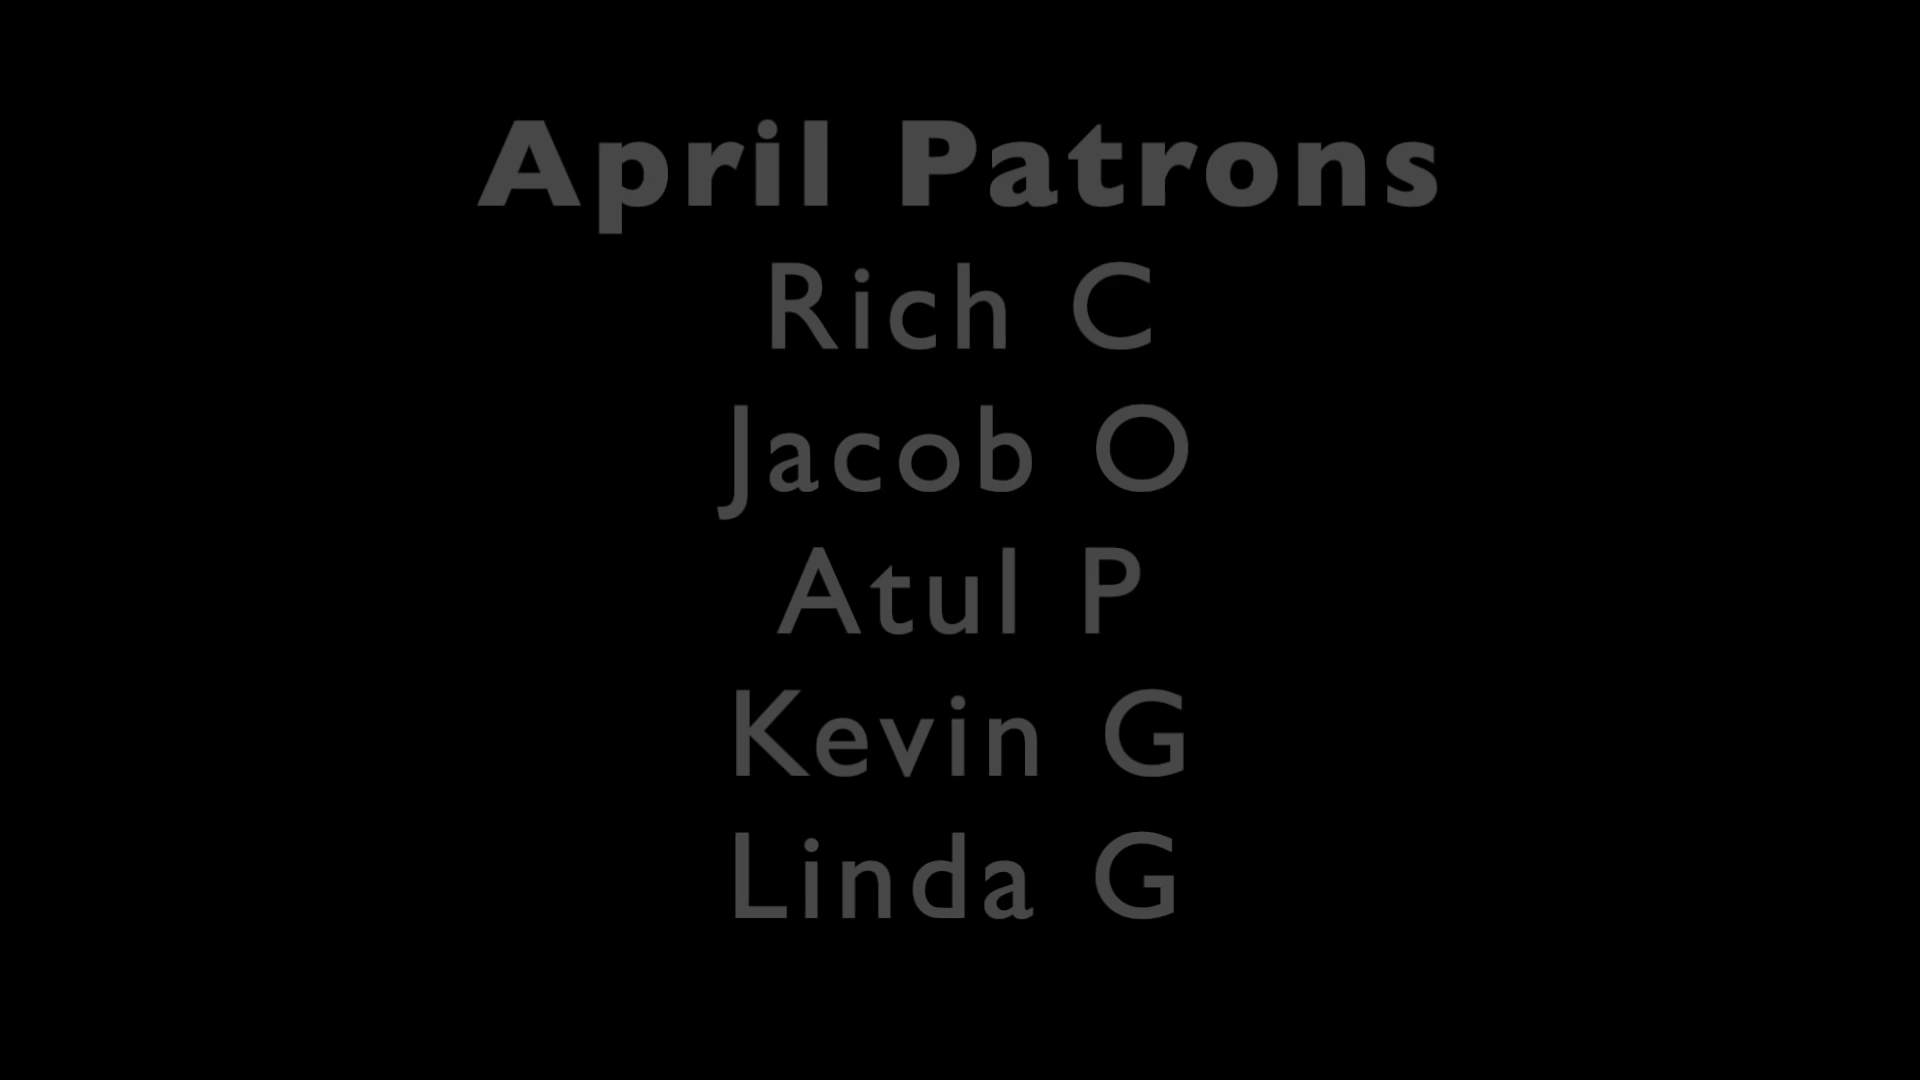 April Patrons
Rich C
Jacob O
Atul P
Kevin G
Linda G